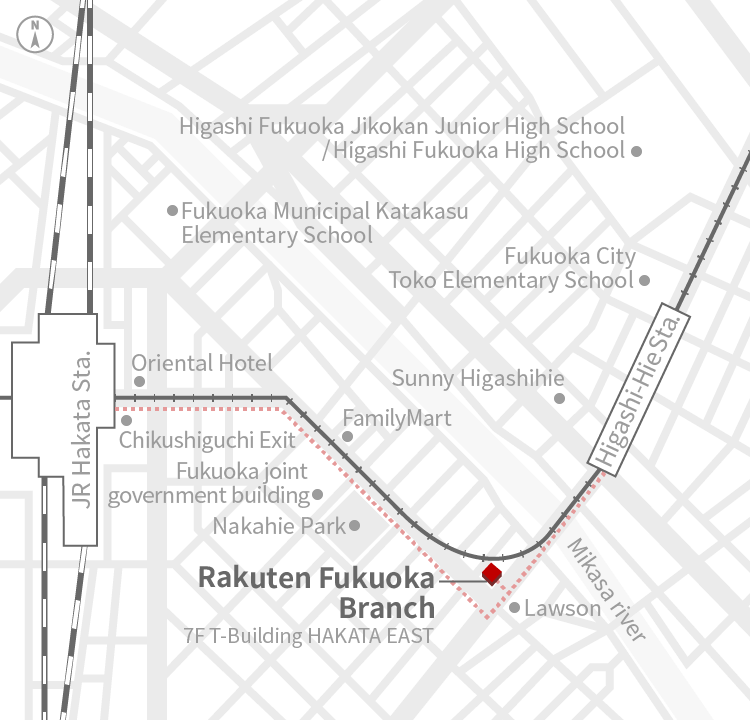 N
Higashi Fukuoka Jikokan Junior High School
/Higashi Fukuoka High School
Fukuoka Municipal Katakasu
Elementary School
Fukuoka City
Toko Elementary School
Oriental Hotel
Sunny Higashihie
Higashi-Hie Sta.
JR Hakata Sta.
FamilyMart
Chikushiguchi Exit
Fukuoka joint
government building
Nakahie Park
Mikasa river
Rakuten Fukuoka
Branch
Lawson
7F T-Building HAKATA EAST